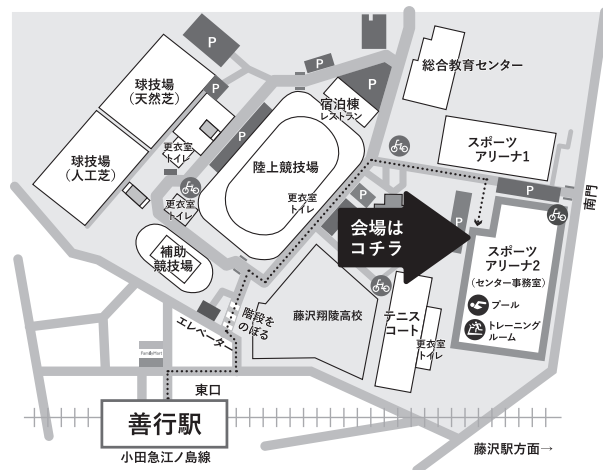 P
総合教育センター
P
P
P
球技場
(天然芝)
宿泊棟
レストラン
P
スポーツ
アリーナ1
更衣室
トイレ
球技場
(人工芝)
陸上競技場
P
南門
更衣室
トイレ
更衣室
トイレ
P
P
会場は
コチラ
スポーツ
アリーナ2
(センター事務室)
プール
トレーニング
ルーム
補助
競技場
階段を
のぼる
エレベーター
藤沢翔陵高校
テニス
コート
更衣室
トイレ
FamilyMart
東口
善行駅
小田急江ノ島線
藤沢駅方面→